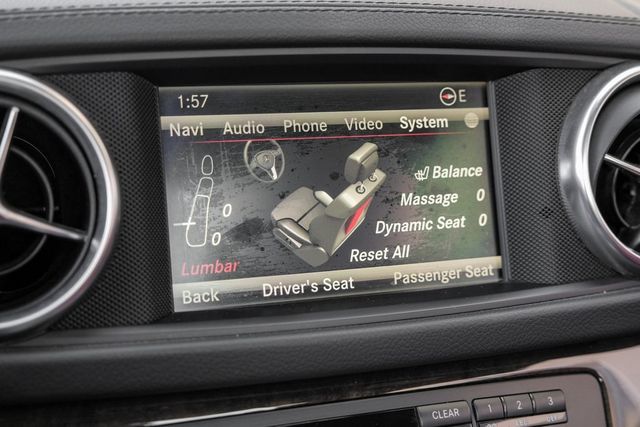 1:57 E
Navi Audio Phone Video System
Balance
Massage 0
0 Dynamic Seat 0
0 Reset All
Lumbar
Back Driver's Seat Passenger Seat
CLEAR 1 2 3